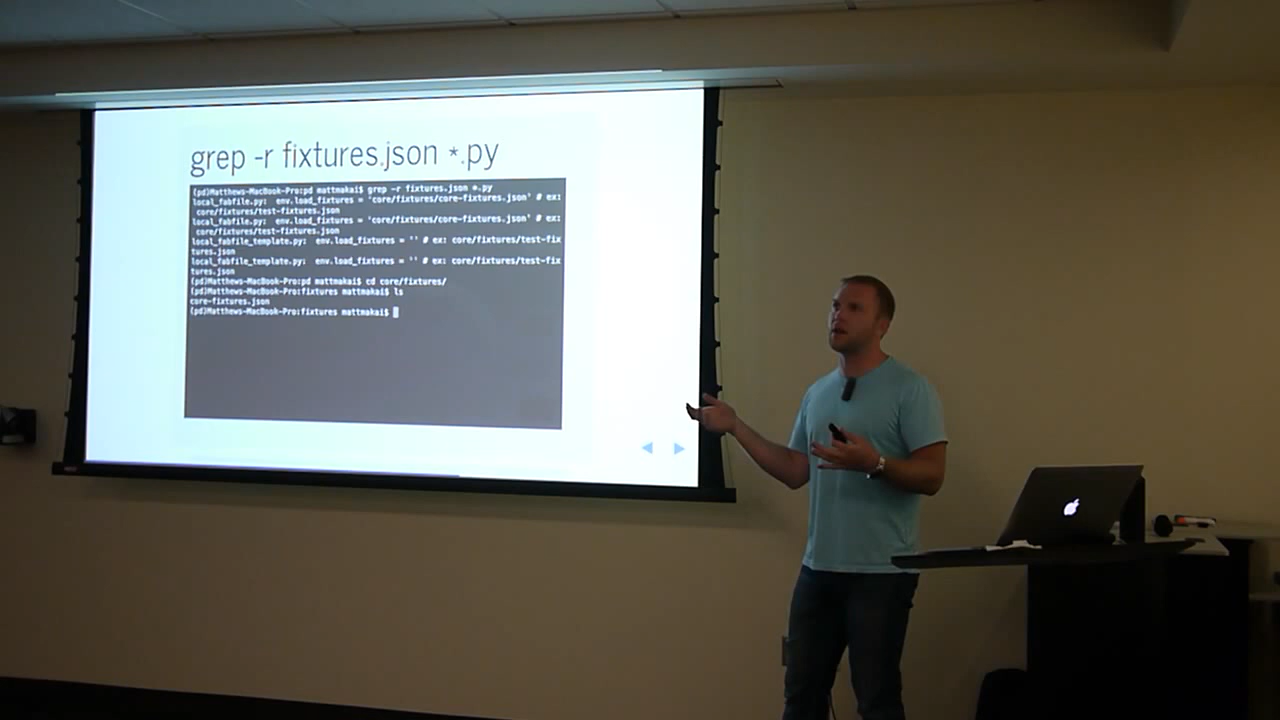 grep -r fixtures.json *.py
(pd)Matthews-MacBook-Pro:pd mattmakai$ grep -r fixtures.json *.py
local_fabfile.py:  env.load_fixtures = 'core/fixtures/core-fixtures.json' # ex:
core/fixtures/test-fixtures.json
local_fabfile.py:  env.load_fixtures = 'core/fixtures/core-fixtures.json' # ex:
core/fixtures/test-fixtures.json
local_fabfile_template.py:  env.load_fixtures = '' # ex: core/fixtures/test-fix
tures.json
local_fabfile_template.py:  env.load_fixtures = '' # ex: core/fixtures/test-fix
tures.json
(pd)Matthews-MacBook-Pro:pd mattmakai$ cd core/fixtures/
(pd)Matthews-MacBook-Pro:fixtures mattmakai$ ls
core-fixtures.json
(pd)Matthews-MacBook-Pro:fixtures mattmakai$